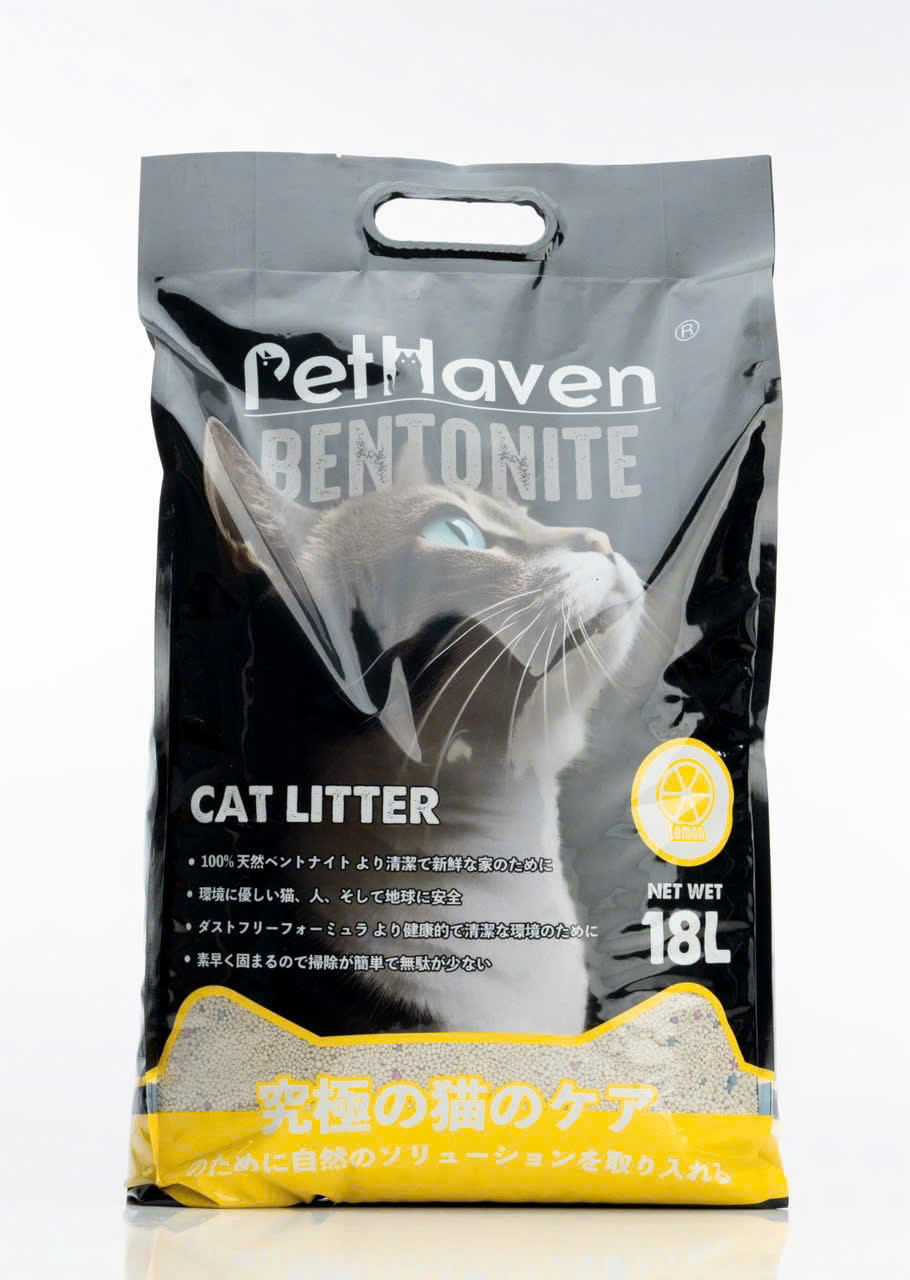 ®
PetHaven
BENTONITE
Lemon
CAT LITTER
• 100% 天然ベントナイト より清潔で新鮮な家のために
• 環境に優しい猫、人、そして地球に安全
• ダストフリーフォーミュラ より健康的で清潔な環境のために
• 素早く固まるので掃除が簡単で無駄が少ない
NET WET
18L
究極の猫のケア
のために自然のソリューションを取り入れる